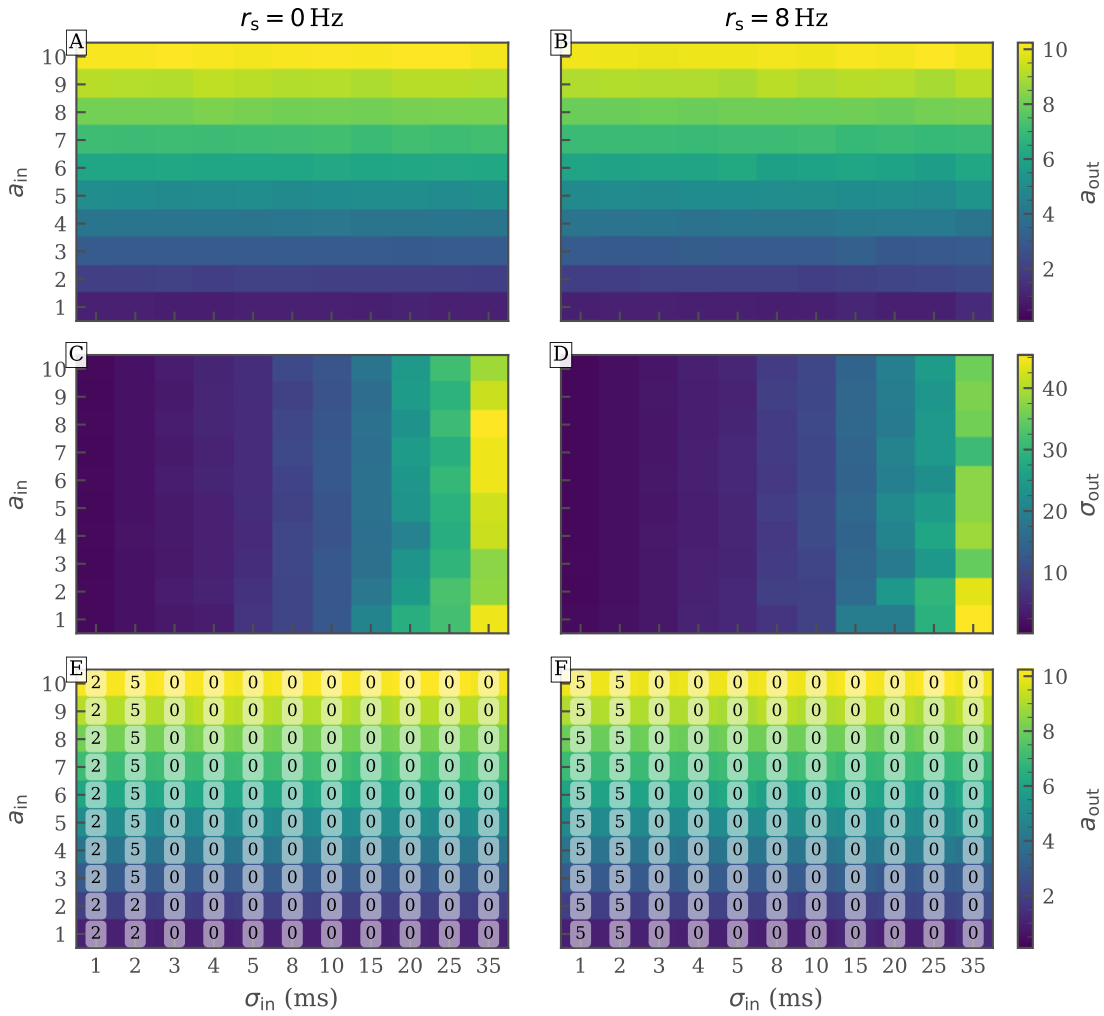 r_s = 0 Hz
r_s = 8 Hz
A
B
10
9
8
7
6
5
4
3
2
1
a_in
10
8
6
4
2
a_out
C
D
10
9
8
7
6
5
4
3
2
1
a_in
40
30
20
10
σ_out
E
F
10 2 5 0 0 0 0 0 0 0 0 0 5 5 0 0 0 0 0 0 0 0 0
9 2 5 0 0 0 0 0 0 0 0 0 5 5 0 0 0 0 0 0 0 0 0
8 2 5 0 0 0 0 0 0 0 0 0 5 5 0 0 0 0 0 0 0 0 0
7 2 5 0 0 0 0 0 0 0 0 0 5 5 0 0 0 0 0 0 0 0 0
6 2 5 0 0 0 0 0 0 0 0 0 5 5 0 0 0 0 0 0 0 0 0
5 2 5 0 0 0 0 0 0 0 0 0 5 5 0 0 0 0 0 0 0 0 0
4 2 5 0 0 0 0 0 0 0 0 0 5 5 0 0 0 0 0 0 0 0 0
3 2 5 0 0 0 0 0 0 0 0 0 5 5 0 0 0 0 0 0 0 0 0
2 2 2 0 0 0 0 0 0 0 0 0 5 5 0 0 0 0 0 0 0 0 0
1 2 2 0 0 0 0 0 0 0 0 0 5 5 0 0 0 0 0 0 0 0 0
a_in
10
8
6
4
2
a_out
1 2 3 4 5 8 10 15 20 25 35
1 2 3 4 5 8 10 15 20 25 35
σ_in (ms)
σ_in (ms)